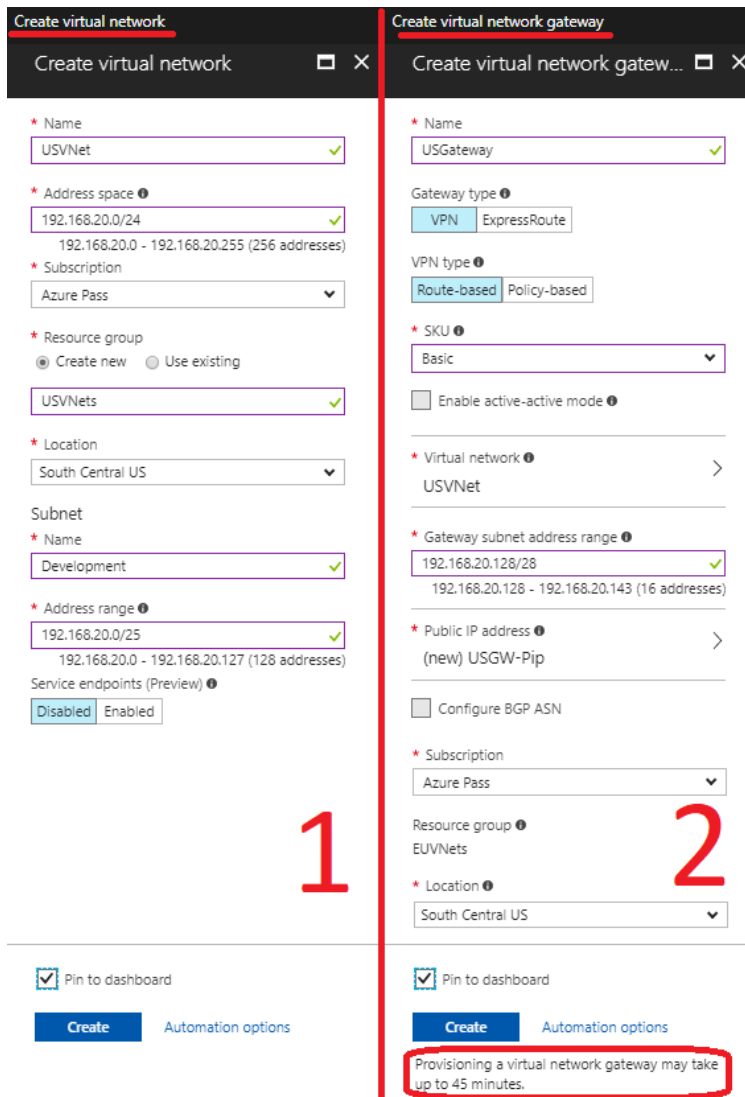 Create virtual network
Create virtual network
* Name
USVNet
* Address space
192.168.20.0/24
192.168.20.0 - 192.168.20.255 (256 addresses)
* Subscription
Azure Pass
* Resource group
Create new Use existing
USVNets
* Location
South Central US
Subnet
* Name
Development
* Address range
192.168.20.0/25
192.168.20.0 - 192.168.20.127 (128 addresses)
Service endpoints (Preview)
Disabled Enabled
1
Pin to dashboard
Create Automation options
Create virtual network gateway
Create virtual network gatew...
* Name
USGateway
Gateway type
VPN ExpressRoute
VPN type
Route-based Policy-based
* SKU
Basic
Enable active-active mode
* Virtual network
USVNet
* Gateway subnet address range
192.168.20.128/28
192.168.20.128 - 192.168.20.143 (16 addresses)
* Public IP address
(new) USGW-Pip
Configure BGP ASN
* Subscription
Azure Pass
Resource group
EUVNets
* Location
South Central US
2
Pin to dashboard
Create Automation options
Provisioning a virtual network gateway may take
up to 45 minutes.